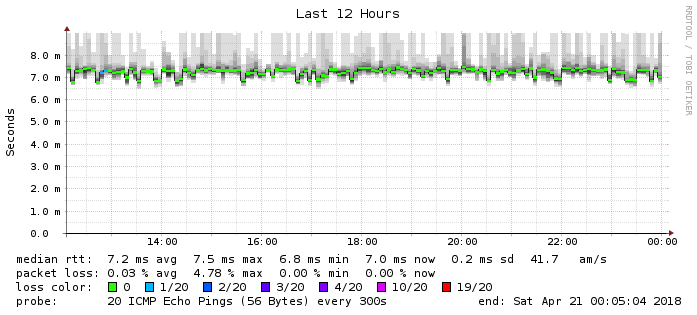 Last 12 Hours
RRDTOOL / TOBI OETIKER
Seconds
8.0 m
7.0 m
6.0 m
5.0 m
4.0 m
3.0 m
2.0 m
1.0 m
0.0
14:00 16:00 18:00 20:00 22:00 00:00
median rtt: 7.2 ms avg 7.5 ms max 6.8 ms min 7.0 ms now 0.2 ms sd 41.7 am/s
packet loss: 0.03 % avg 4.78 % max 0.00 % min 0.00 % now
loss color: 0 1/20 2/20 3/20 4/20 10/20 19/20
probe: 20 ICMP Echo Pings (56 Bytes) every 300s end: Sat Apr 21 00:05:04 2018